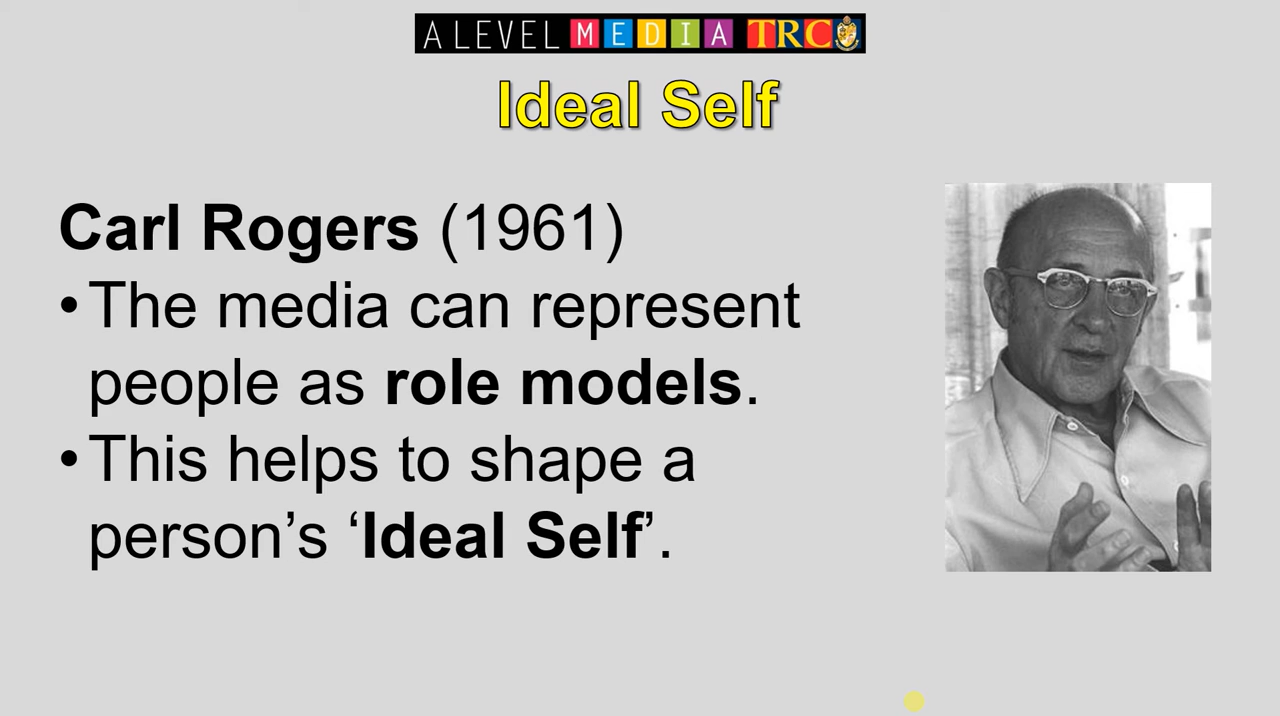 A LEVEL MEDIA TRC
Ideal Self
Carl Rogers (1961)
•The media can represent
people as role models.
•This helps to shape a
person’s ‘Ideal Self’.